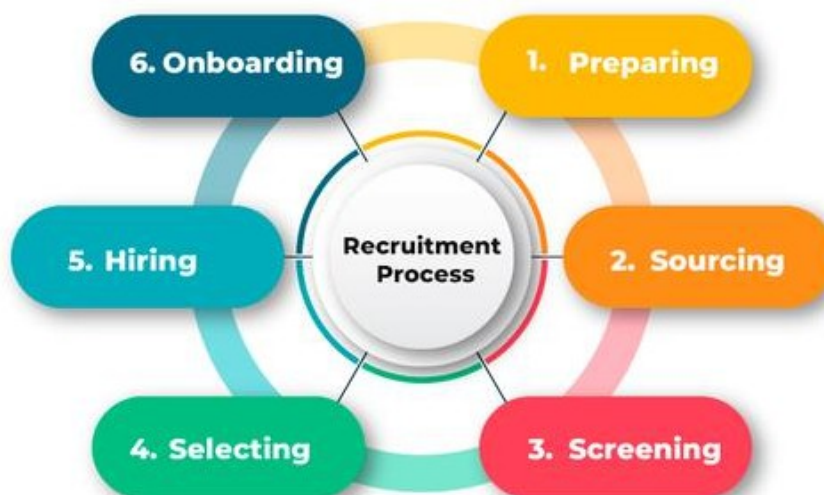 Recruitment
Process
1. Preparing
2. Sourcing
3. Screening
4. Selecting
5. Hiring
6. Onboarding